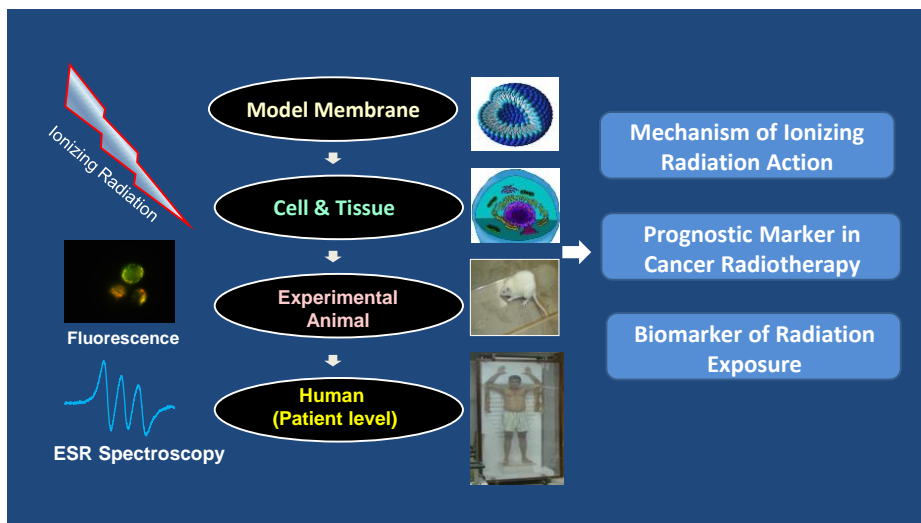 Ionizing Radiation
Fluorescence
ESR Spectroscopy
Model Membrane
Cell & Tissue
Experimental
Animal
Human
(Patient level)
Mechanism of Ionizing
Radiation Action
Prognostic Marker in
Cancer Radiotherapy
Biomarker of Radiation
Exposure